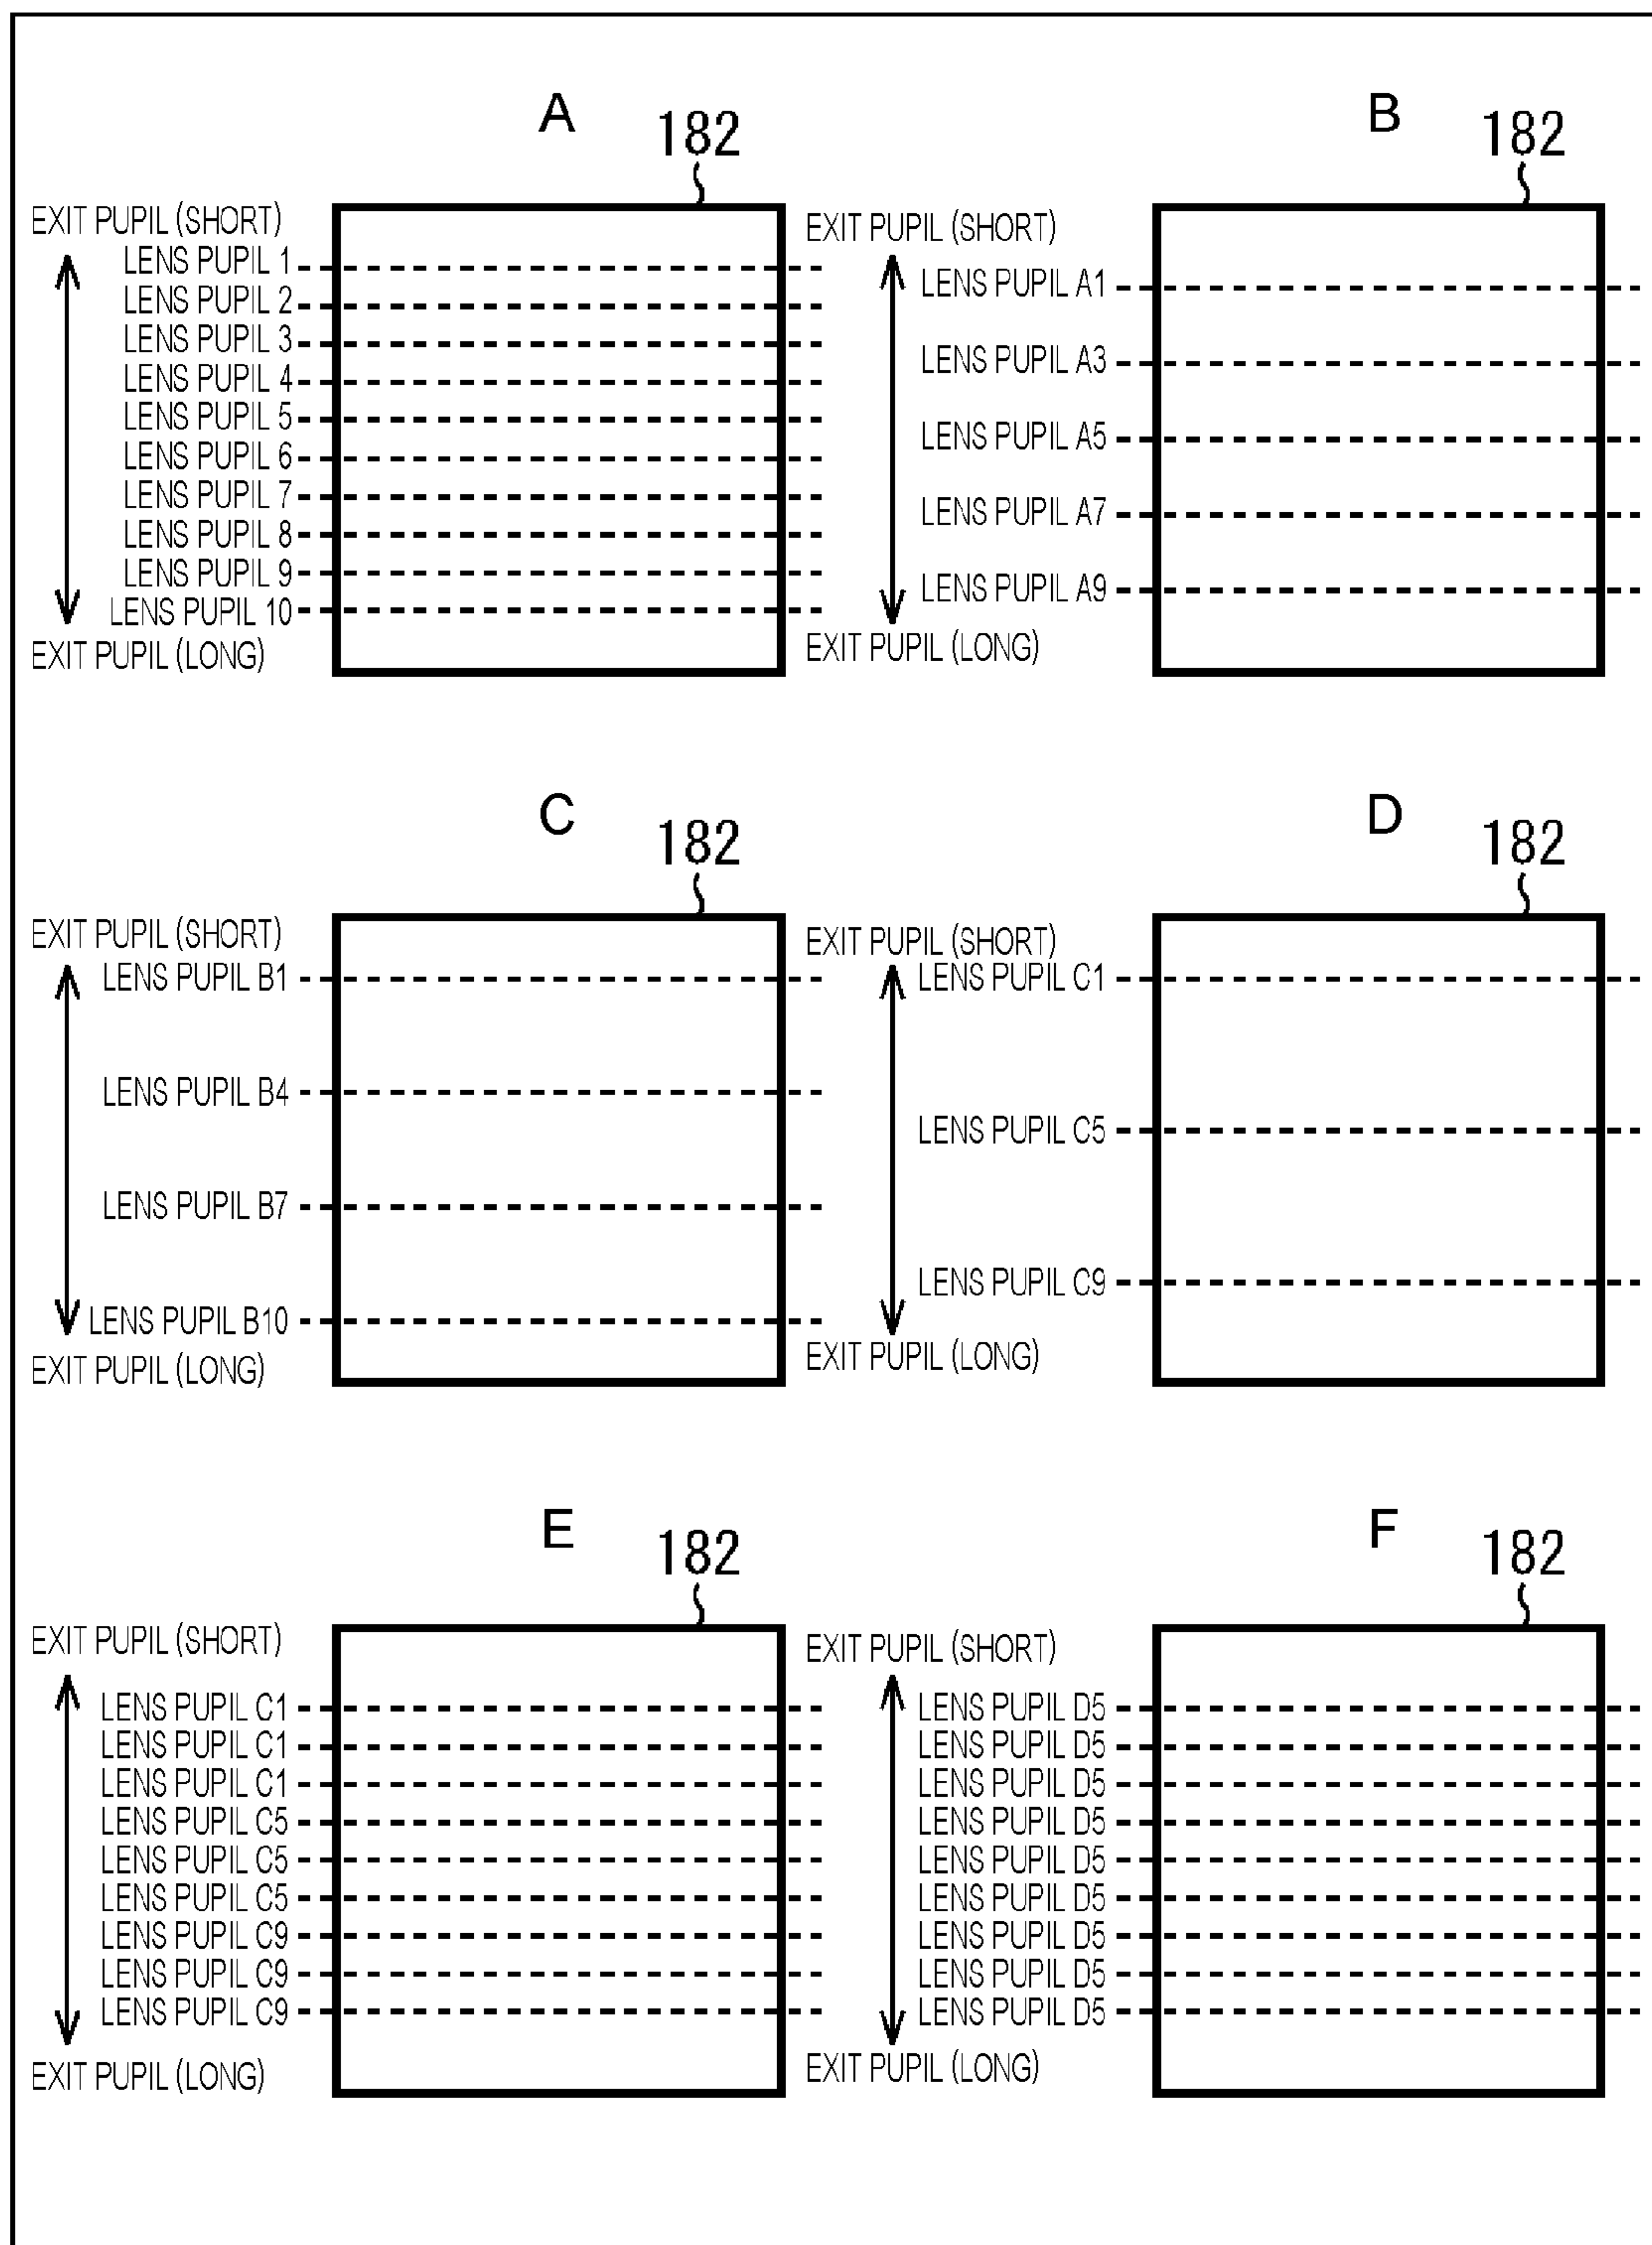 A
182
EXIT PUPIL (SHORT)
LENS PUPIL 1
LENS PUPIL 2
LENS PUPIL 3
LENS PUPIL 4
LENS PUPIL 5
LENS PUPIL 6
LENS PUPIL 7
LENS PUPIL 8
LENS PUPIL 9
LENS PUPIL 10
EXIT PUPIL (LONG)
B
182
EXIT PUPIL (SHORT)
LENS PUPIL A1
LENS PUPIL A3
LENS PUPIL A5
LENS PUPIL A7
LENS PUPIL A9
EXIT PUPIL (LONG)
C
182
EXIT PUPIL (SHORT)
LENS PUPIL B1
LENS PUPIL B4
LENS PUPIL B7
LENS PUPIL B10
EXIT PUPIL (LONG)
D
182
EXIT PUPIL (SHORT)
LENS PUPIL C1
LENS PUPIL C5
LENS PUPIL C9
EXIT PUPIL (LONG)
E
182
EXIT PUPIL (SHORT)
LENS PUPIL C1
LENS PUPIL C1
LENS PUPIL C1
LENS PUPIL C5
LENS PUPIL C5
LENS PUPIL C5
LENS PUPIL C9
LENS PUPIL C9
LENS PUPIL C9
EXIT PUPIL (LONG)
F
182
EXIT PUPIL (SHORT)
LENS PUPIL D5
LENS PUPIL D5
LENS PUPIL D5
LENS PUPIL D5
LENS PUPIL D5
LENS PUPIL D5
LENS PUPIL D5
LENS PUPIL D5
LENS PUPIL D5
EXIT PUPIL (LONG)